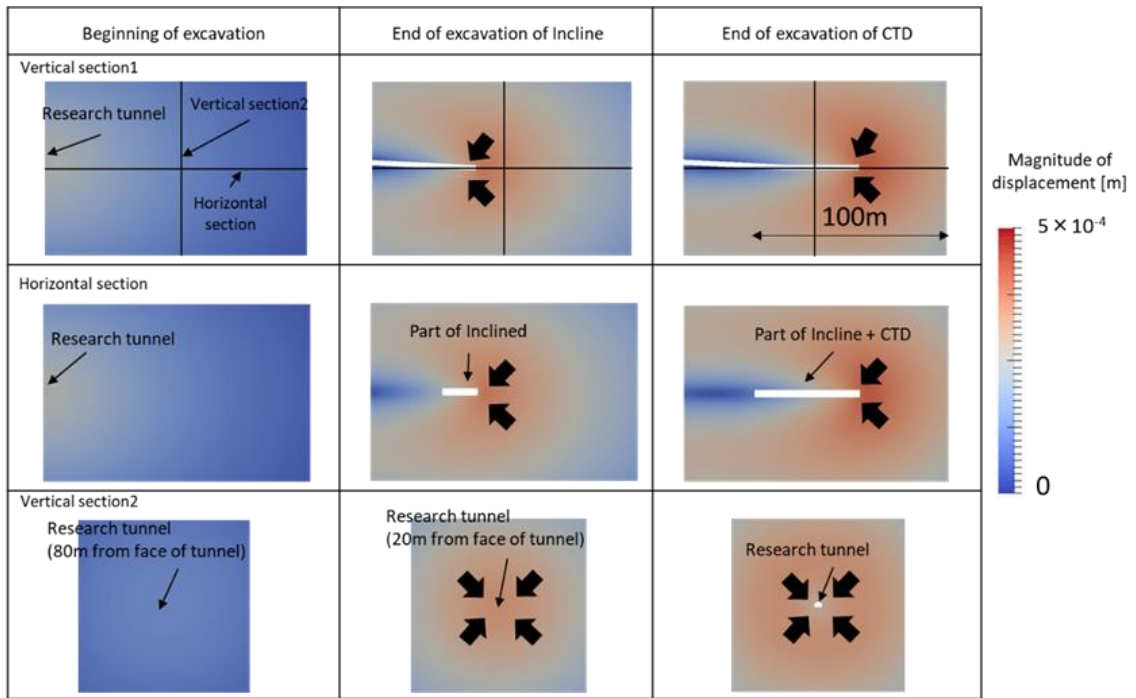 Beginning of excavation
End of excavation of Incline
End of excavation of CTD
Vertical section1
Research tunnel
Vertical section2
Horizontal
section
100m
Magnitude of
displacement [m]
5 × 10⁻⁴
0
Horizontal section
Research tunnel
Part of Inclined
Part of Incline + CTD
Vertical section2
Research tunnel
(80m from face of tunnel)
Research tunnel
(20m from face of tunnel)
Research tunnel